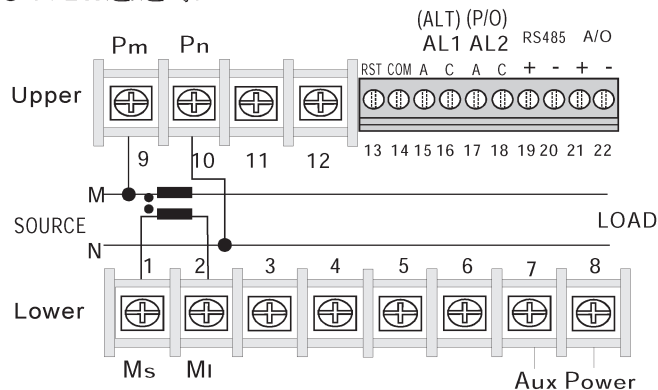 (ALT) (P/O)
Pm Pn AL1 AL2 RS485 A/O
RST COM A C A C + - + -
Upper
9 10 11 12 13 14 15 16 17 18 19 20 21 22
M
SOURCE LOAD
N
1 2 3 4 5 6 7 8
Lower
Ms Ml
Aux Power